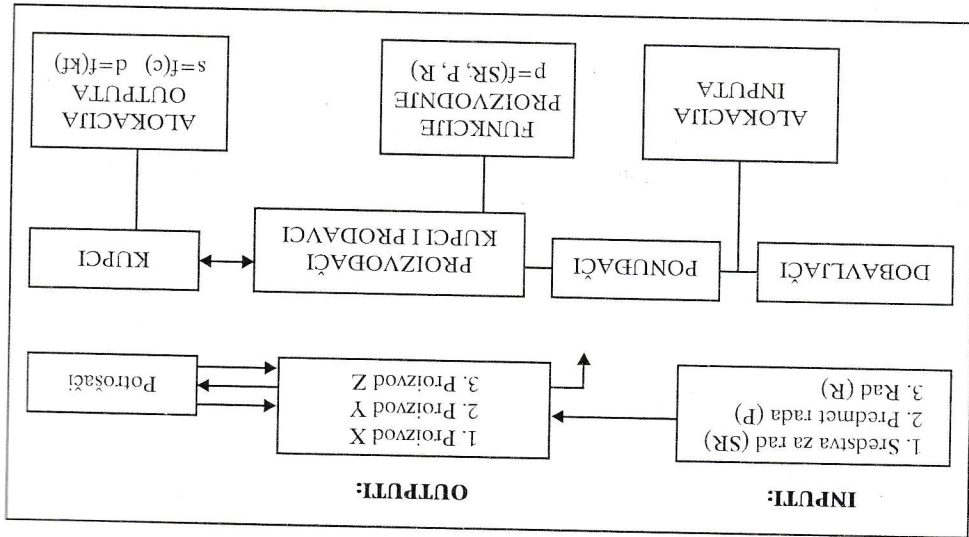 INPUTI:
OUTPUTI:
1. Sredstva za rad (SR)
2. Predmet rada (P)
3. Rad (R)
1. Proizvod X
2. Proizvod Y
3. Proizvod Z
Potrošači
DOBAVLJAČI
PONUĐAČI
PROIZVOĐAČI
KUPCI I PRODAVCI
KUPCI
ALOKACIJA
INPUTA
FUNKCIJE
PROIZVODNJE
p=f(SR; P, R)
ALOKACIJA
OUTPUTA
s=f(c) d=f(kf)